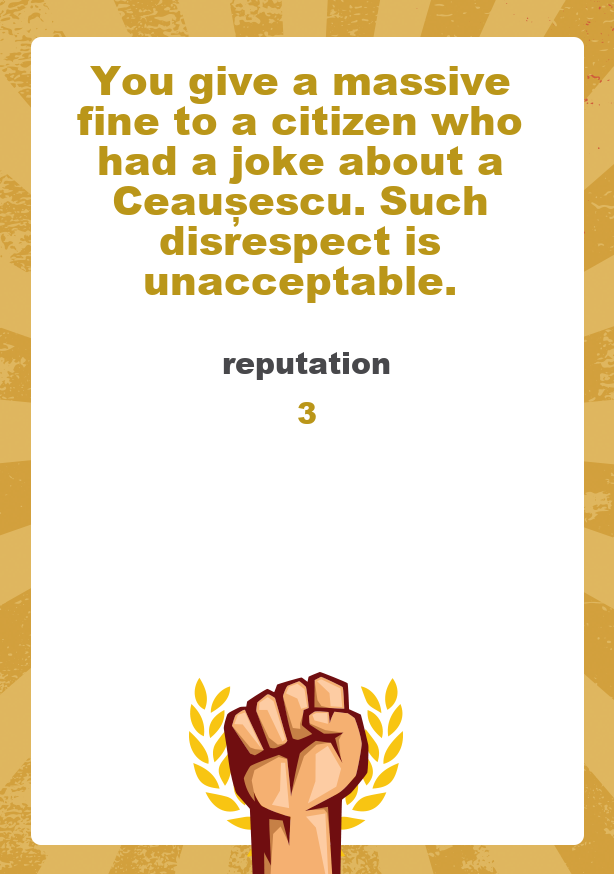 You give a massive
fine to a citizen who
had a joke about a
Ceaușescu. Such
disrespect is
unacceptable.
reputation
3